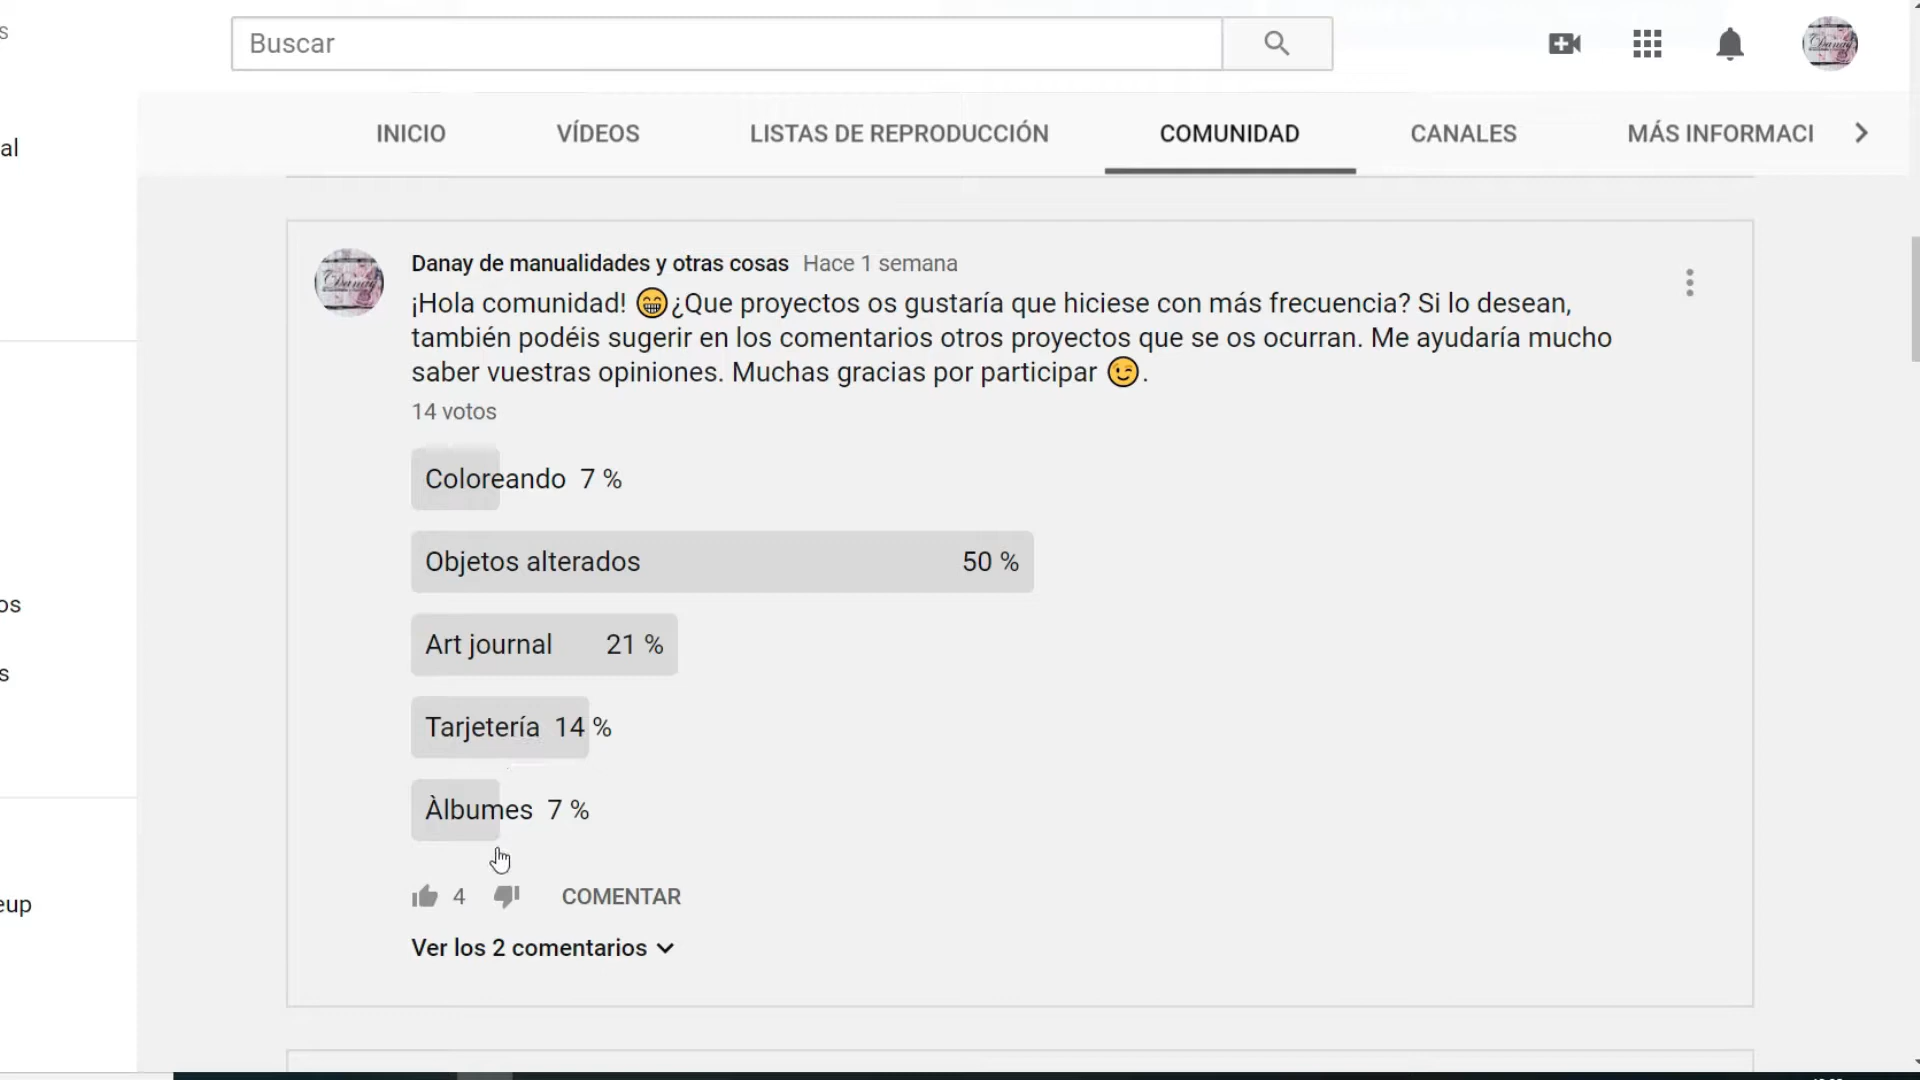 s
Buscar
al
INICIO VÍDEOS LISTAS DE REPRODUCCIÓN COMUNIDAD CANALES MÁS INFORMACI
Danay de manualidades y otras cosas Hace 1 semana
¡Hola comunidad! 😁¿Que proyectos os gustaría que hiciese con más frecuencia? Si lo desean,
también podéis sugerir en los comentarios otros proyectos que se os ocurran. Me ayudaría mucho
saber vuestras opiniones. Muchas gracias por participar 😉.
14 votos
Coloreando 7 %
Objetos alterados 50 %
os
Art journal 21 %
s
Tarjetería 14 %
Àlbumes 7 %
4 COMENTAR
eup
Ver los 2 comentarios